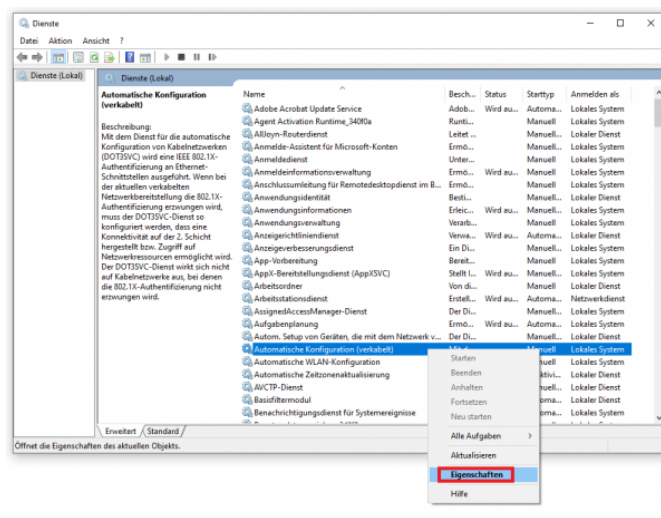 Dienste
Datei Aktion Ansicht ?
Dienste (Lokal)
Dienste (Lokal)
Automatische Konfiguration
(verkabelt)
Beschreibung:
Mit dem Dienst für die automatische
Konfiguration von Kabelnetzwerken
(DOT3SVC) wird eine IEEE 802.1X-
Authentifizierung an Ethernet-
Schnittstellen ausgeführt. Wenn bei
der aktuellen verkabelten
Netzwerkbereitstellung die 802.1X-
Authentifizierung erzwungen wird,
muss der DOT3SVC-Dienst so
konfiguriert werden, dass eine
Konnektivität auf der 2. Schicht
hergestellt bzw. Zugriff auf
Netzwerkressourcen ermöglicht wird.
Der DOT3SVC-Dienst wirkt sich nicht
auf Kabelnetzwerke aus, bei denen
die 802.1X-Authentifizierung nicht
erzwungen wird.
Name Besch... Status Starttyp Anmelden als
Adobe Acrobat Update Service Adob... Wird au... Automa... Lokales System
Agent Activation Runtime_340f0a Runti... Manuell Lokales System
AllJoyn-Routerdienst Leitet ... Manuell... Lokaler Dienst
Anmelde-Assistent für Microsoft-Konten Ermö... Manuell... Lokales System
Anmeldedienst Unter... Manuell Lokales System
Anmeldeinformationsverwaltung Ermö... Wird au... Manuell Lokales System
Anschlussumleitung für Remotedesktopdienst im B... Ermö... Manuell Lokales System
Anwendungsidentität Besti... Manuell... Lokaler Dienst
Anwendungsinformationen Erleic... Wird au... Manuell... Lokales System
Anwendungsverwaltung Verarb... Manuell Lokales System
Anzeigerichtliniendienst Verwa... Wird au... Automa... Lokaler Dienst
Anzeigeverbesserungsdienst Ein Di... Manuell... Lokales System
App-Vorbereitung Bereit... Manuell Lokales System
AppX-Bereitstellungsdienst (AppXSVC) Stellt I... Wird au... Manuell... Lokales System
Arbeitsordner Von di... Manuell Lokaler Dienst
Arbeitsstationsdienst Erstell... Wird au... Automa... Netzwerkdienst
AssignedAccessManager-Dienst Der Di... Manuell... Lokales System
Aufgabenplanung Ermö... Wird au... Automa... Lokales System
Autom. Setup von Geräten, die mit dem Netzwerk v... Der Di... Manuell... Lokaler Dienst
Automatische Konfiguration (verkabelt) Lokales System
Automatische WLAN-Konfiguration Lokales System
Automatische Zeitzonenaktualisierung Lokaler Dienst
AVCTP-Dienst Lokaler Dienst
Basisfiltermodul Lokaler Dienst
Benachrichtigungsdienst für Systemereignisse Lokales System
Starten
Beenden
Anhalten
Fortsetzen
Neu starten
Alle Aufgaben
Aktualisieren
Eigenschaften
Hilfe
Erweitert Standard
Öffnet die Eigenschaften des aktuellen Objekts.